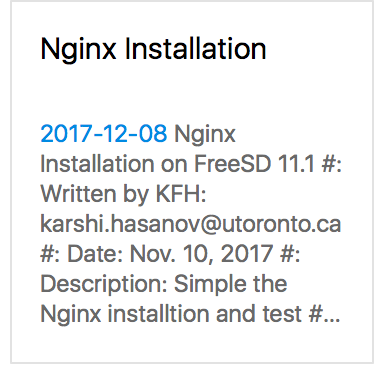 Nginx Installation
2017-12-08 Nginx
Installation on FreeSD 11.1 #:
Written by KFH:
karshi.hasanov@utoronto.ca
#: Date: Nov. 10, 2017 #:
Description: Simple the
Nginx installtion and test #...